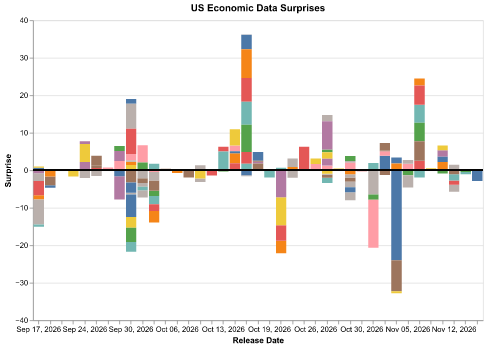 US Economic Data Surprises
40
30
20
10
0
−10
−20
−30
−40
Surprise
Sep 17, 2026 Sep 24, 2026 Sep 30, 2026 Oct 06, 2026 Oct 13, 2026 Oct 19, 2026 Oct 26, 2026 Oct 30, 2026 Nov 05, 2026 Nov 12, 2026
Release Date